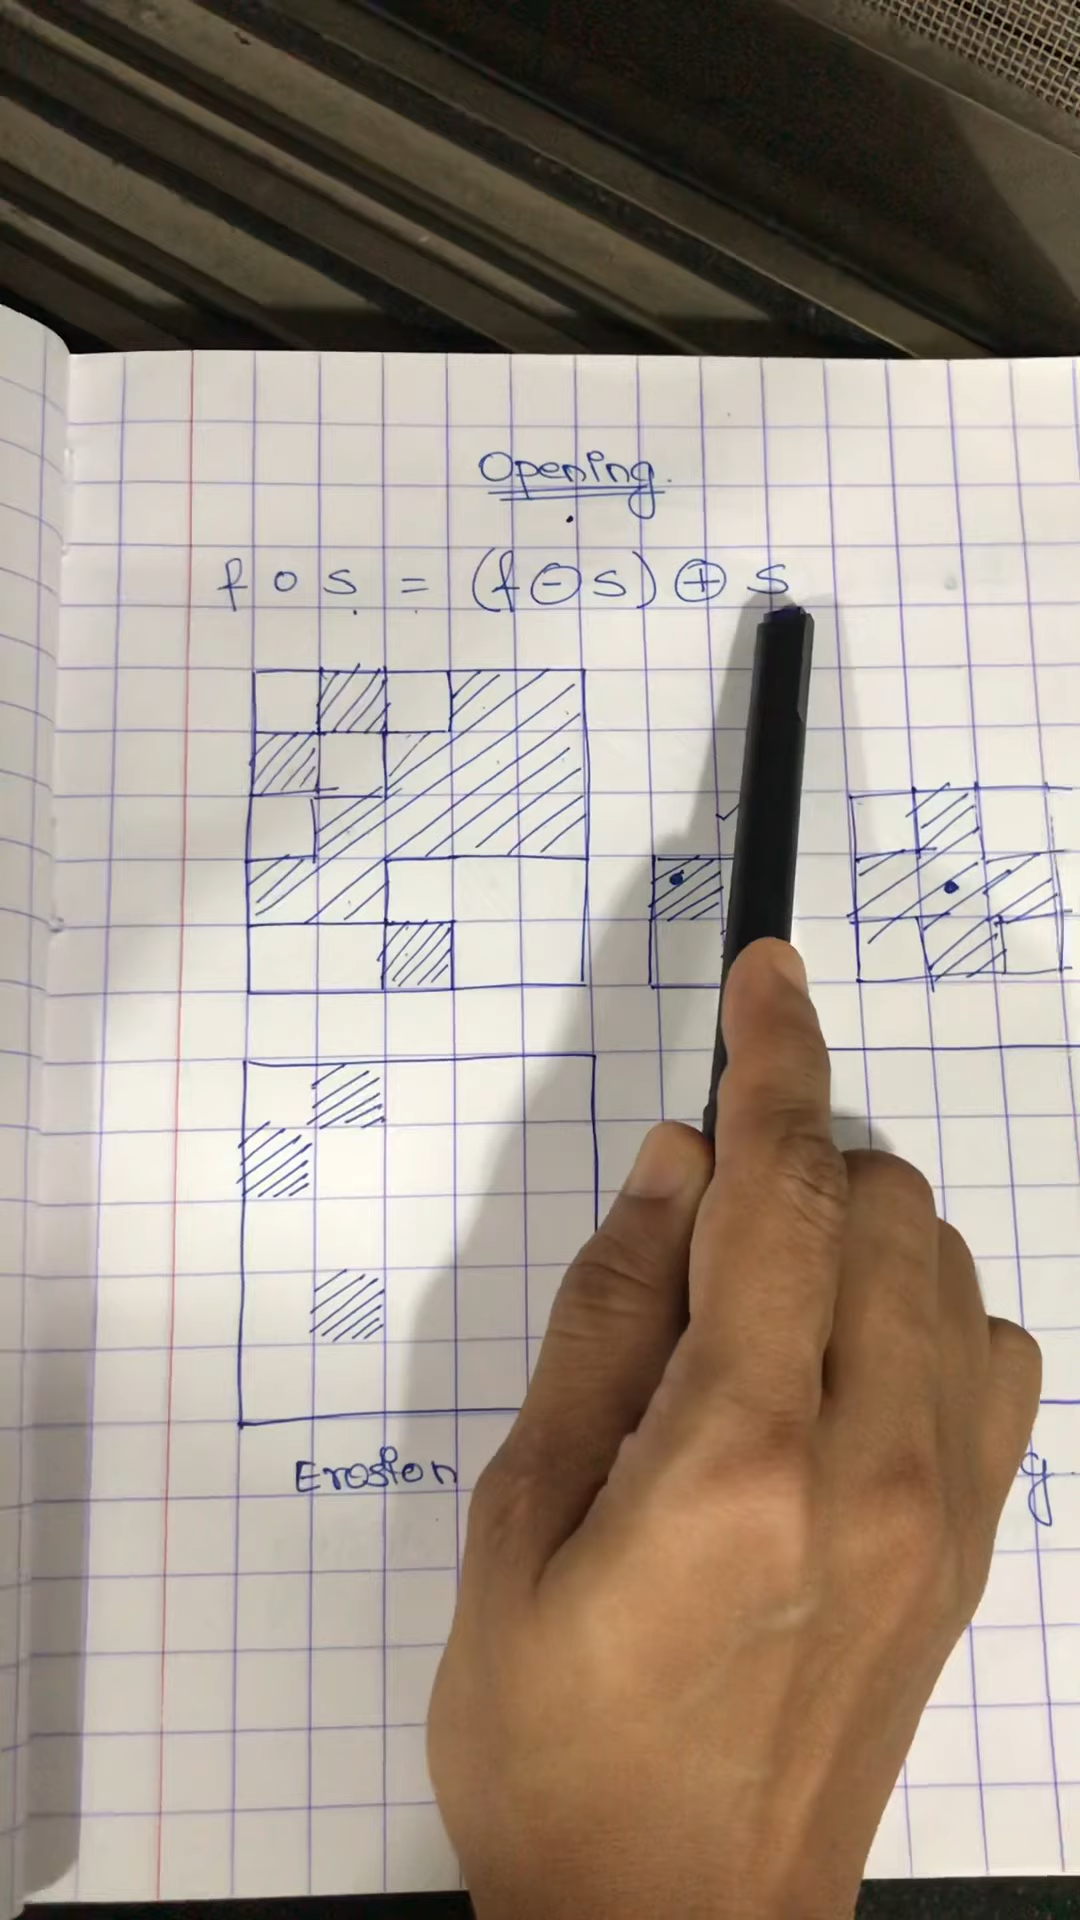 Opening.
f o s = (f ⊖ s) ⊕ s
Erosion